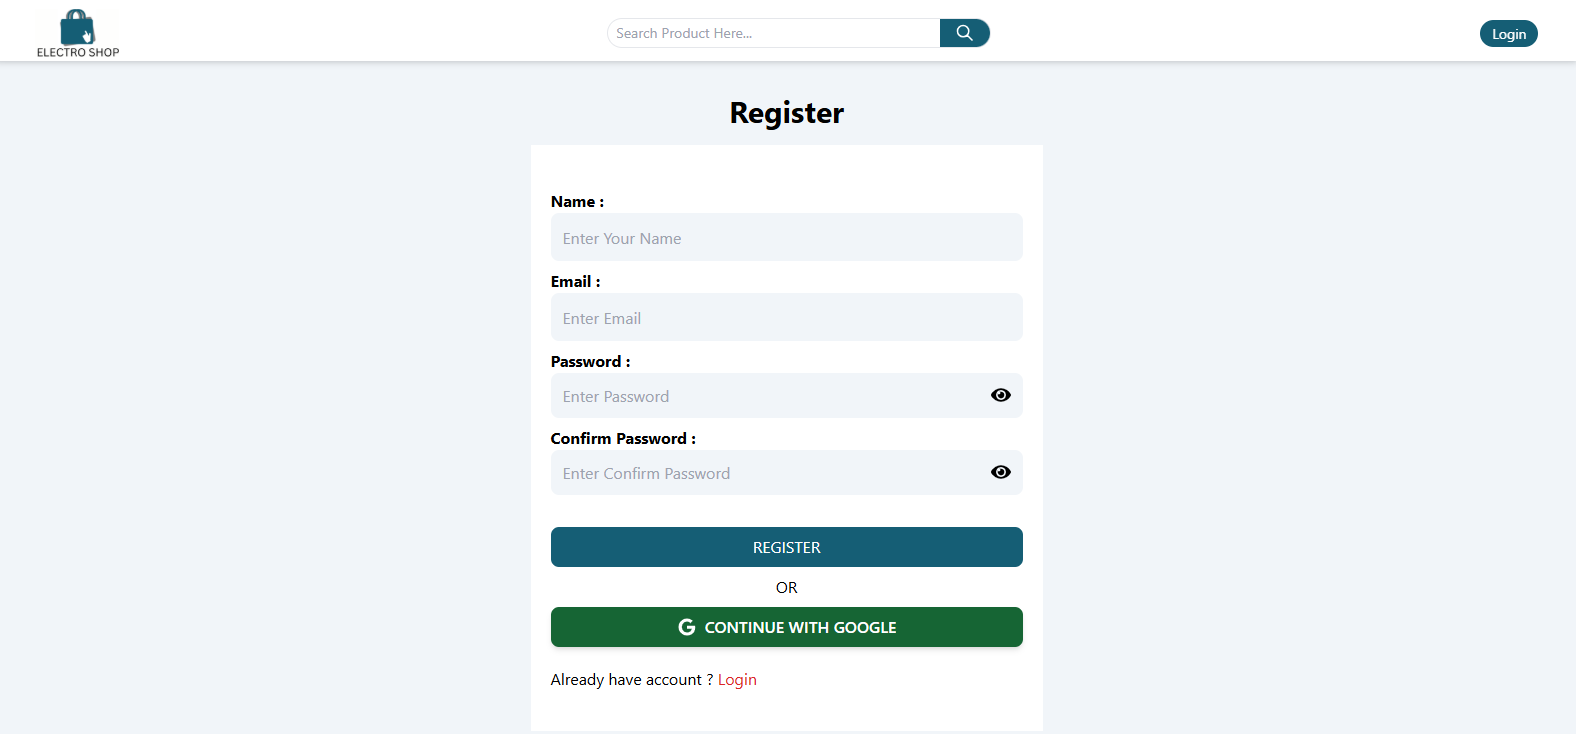 ELECTRO SHOP
Search Product Here...
Login
Register
Name :
Enter Your Name
Email :
Enter Email
Password :
Enter Password
Confirm Password :
Enter Confirm Password
REGISTER
OR
G CONTINUE WITH GOOGLE
Already have account ? Login